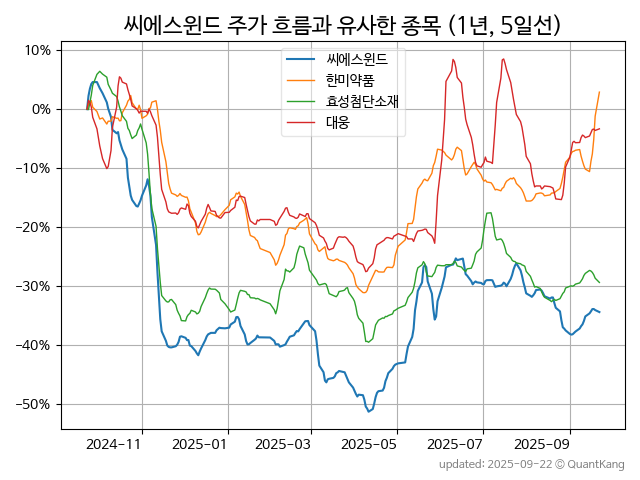 씨에스윈드 주가 흐름과 유사한 종목 (1년, 5일선)
씨에스윈드
한미약품
효성첨단소재
대웅
10%
0%
−10%
−20%
−30%
−40%
−50%
2024-11
2025-01
2025-03
2025-05
2025-07
2025-09
updated: 2025-09-22 © QuantKang